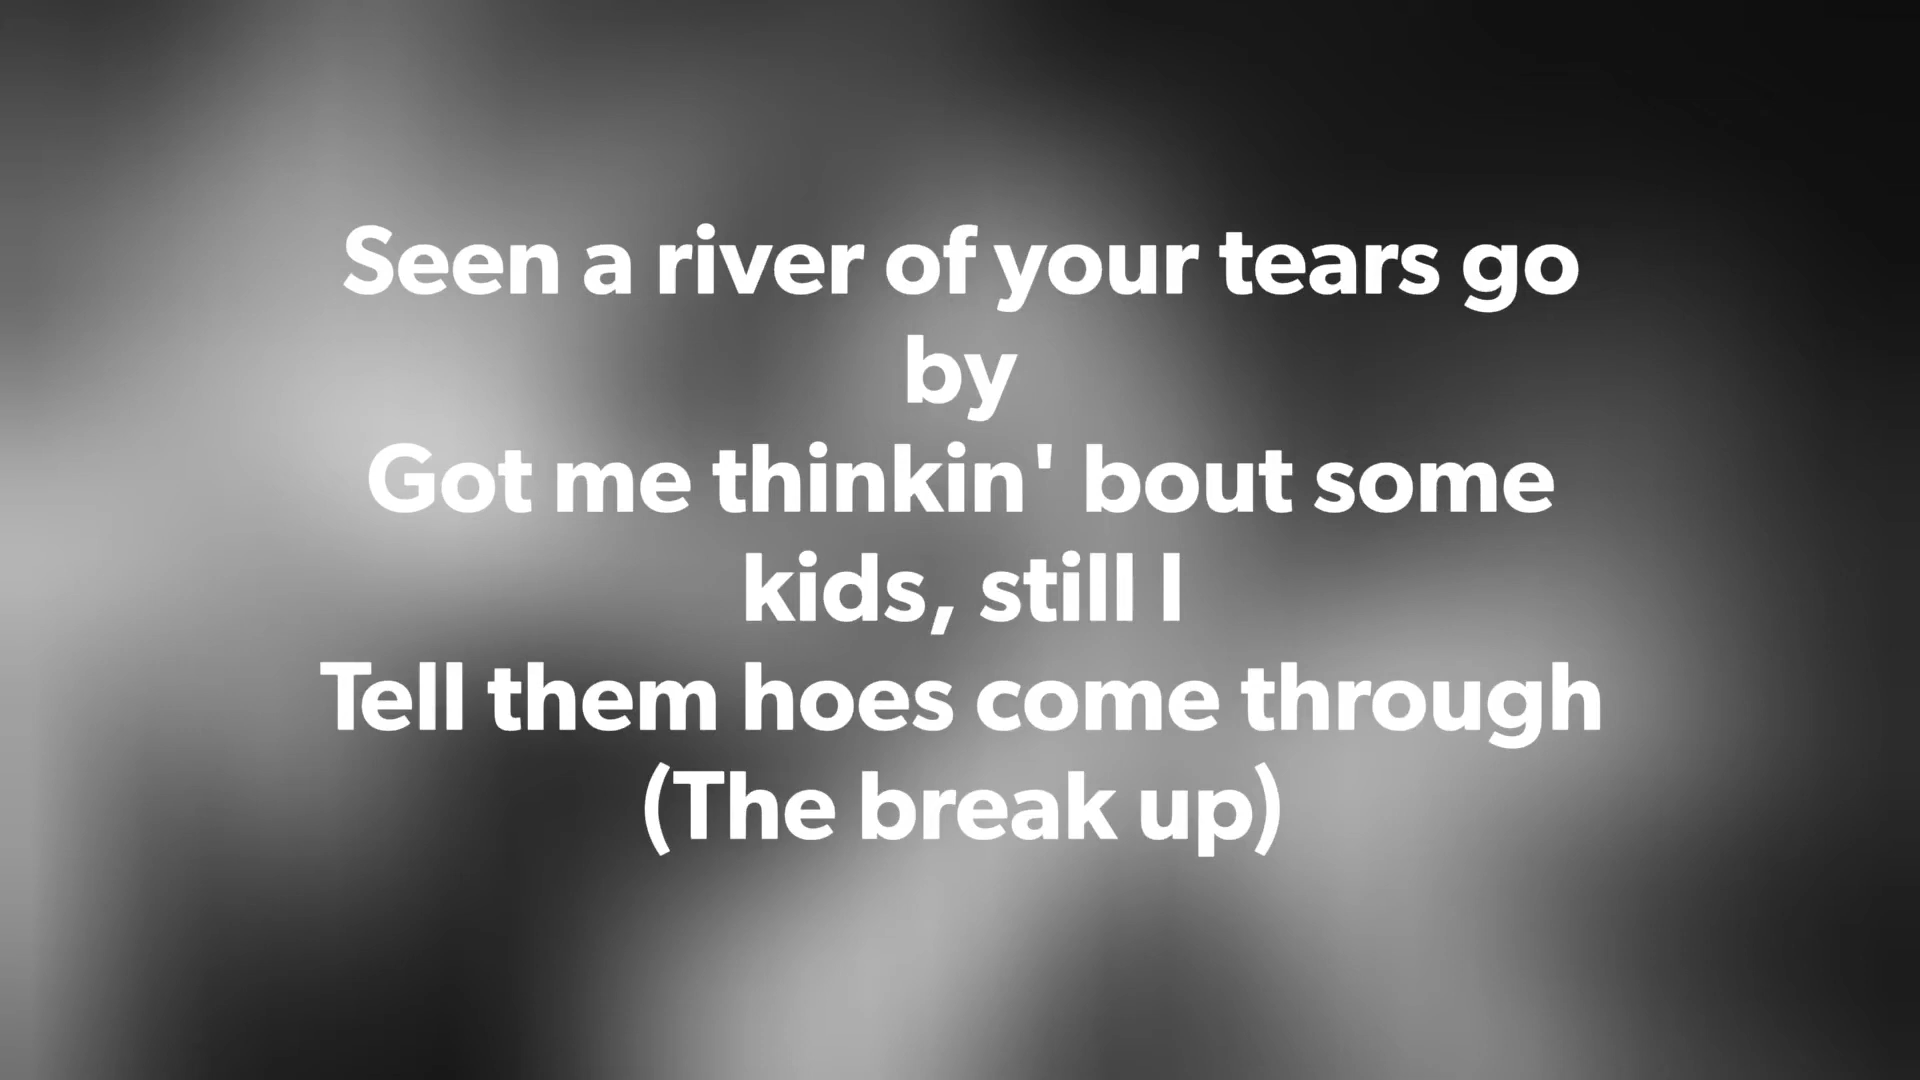 Seen a river of your tears go
by
Got me thinkin' bout some
kids, still I
Tell them hoes come through
(The break up)